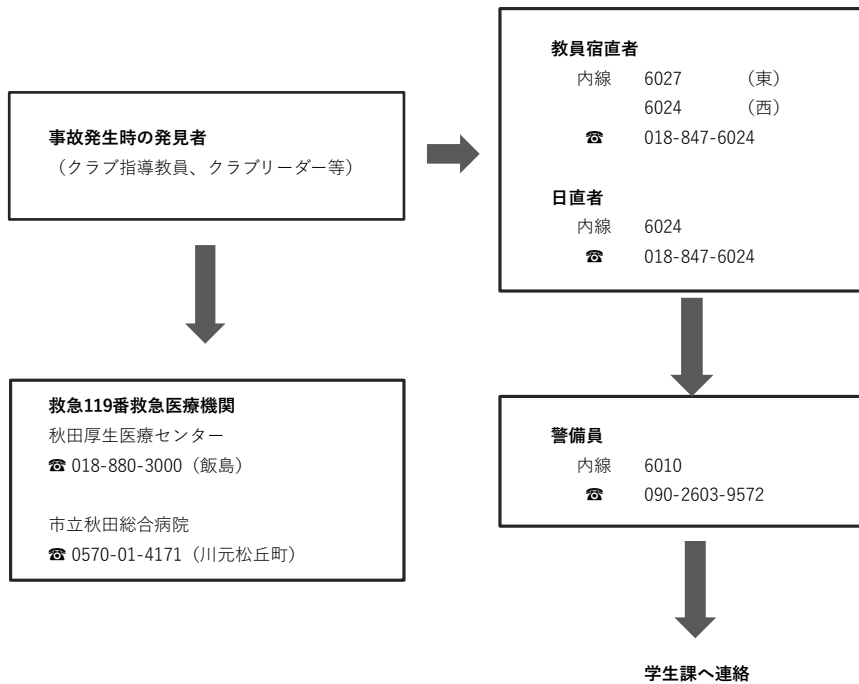 事故発生時の発見者
（クラブ指導教員、クラブリーダー等）
教員宿直者
内線 6027 （東）
6024 （西）
☎ 018-847-6024
日直者
内線 6024
☎ 018-847-6024
救急119番救急医療機関
秋田厚生医療センター
☎ 018-880-3000（飯島）
市立秋田総合病院
☎ 0570-01-4171（川元松丘町）
警備員
内線 6010
☎ 090-2603-9572
学生課へ連絡